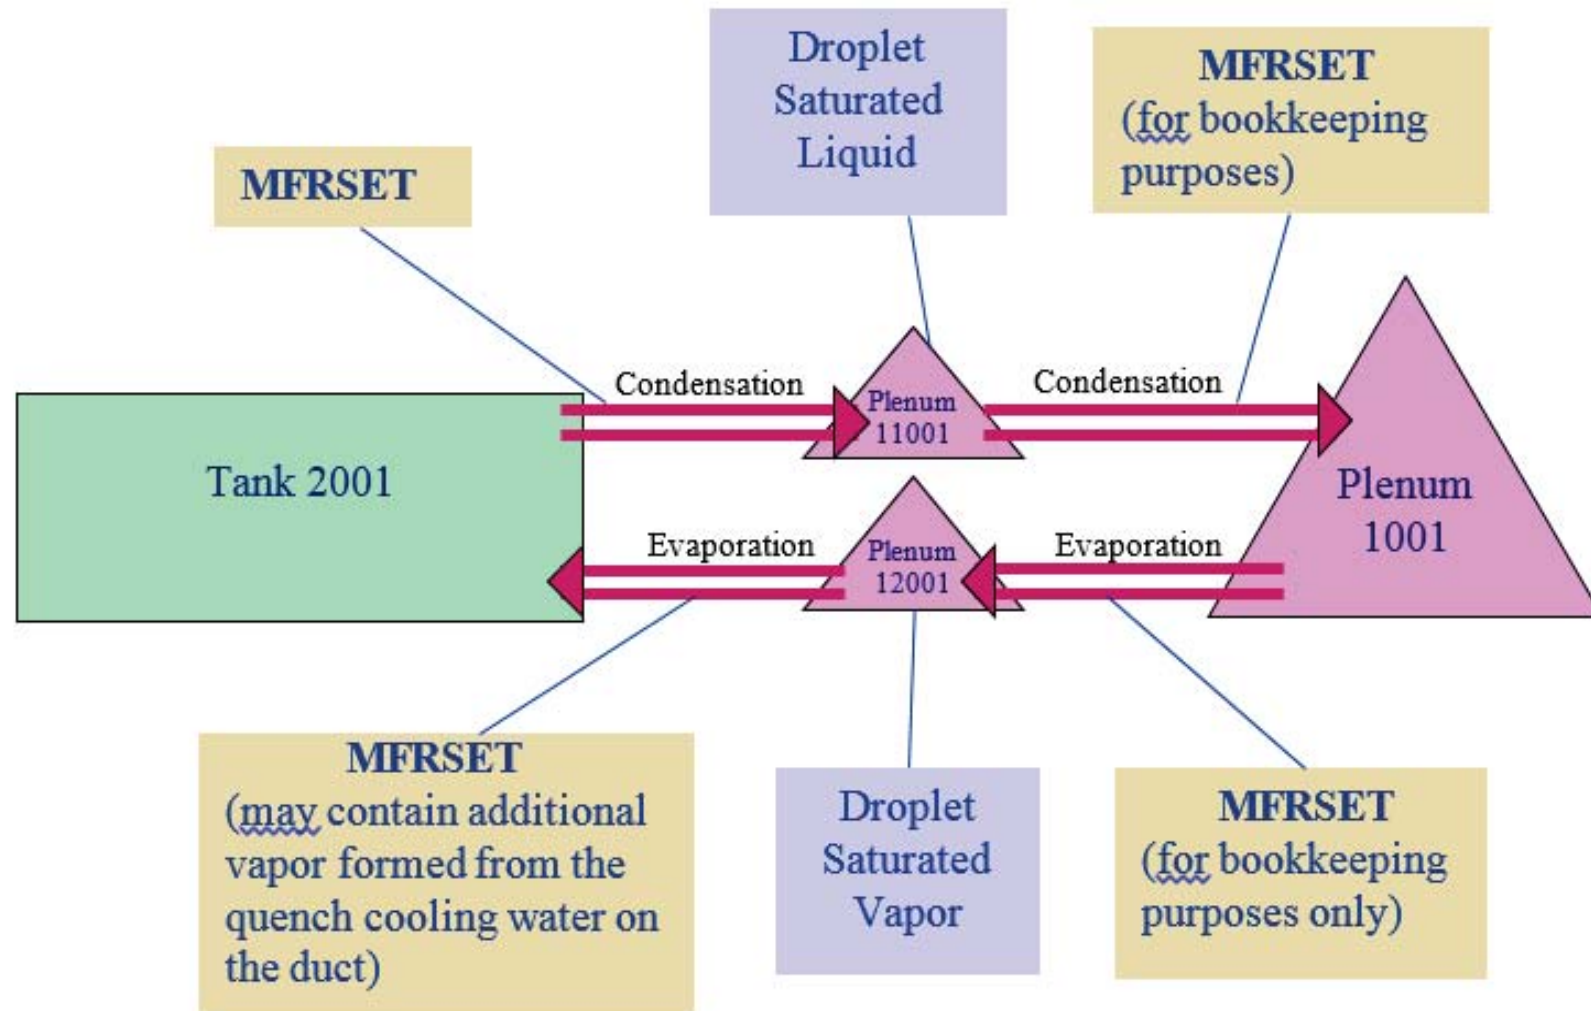 Droplet
Saturated
Liquid
MFRSET
(for bookkeeping
purposes)
MFRSET
Condensation
Condensation
Plenum
11001
Tank 2001
Plenum
1001
Evaporation
Plenum
12001
Evaporation
MFRSET
(may contain additional
vapor formed from the
quench cooling water on
the duct)
Droplet
Saturated
Vapor
MFRSET
(for bookkeeping
purposes only)